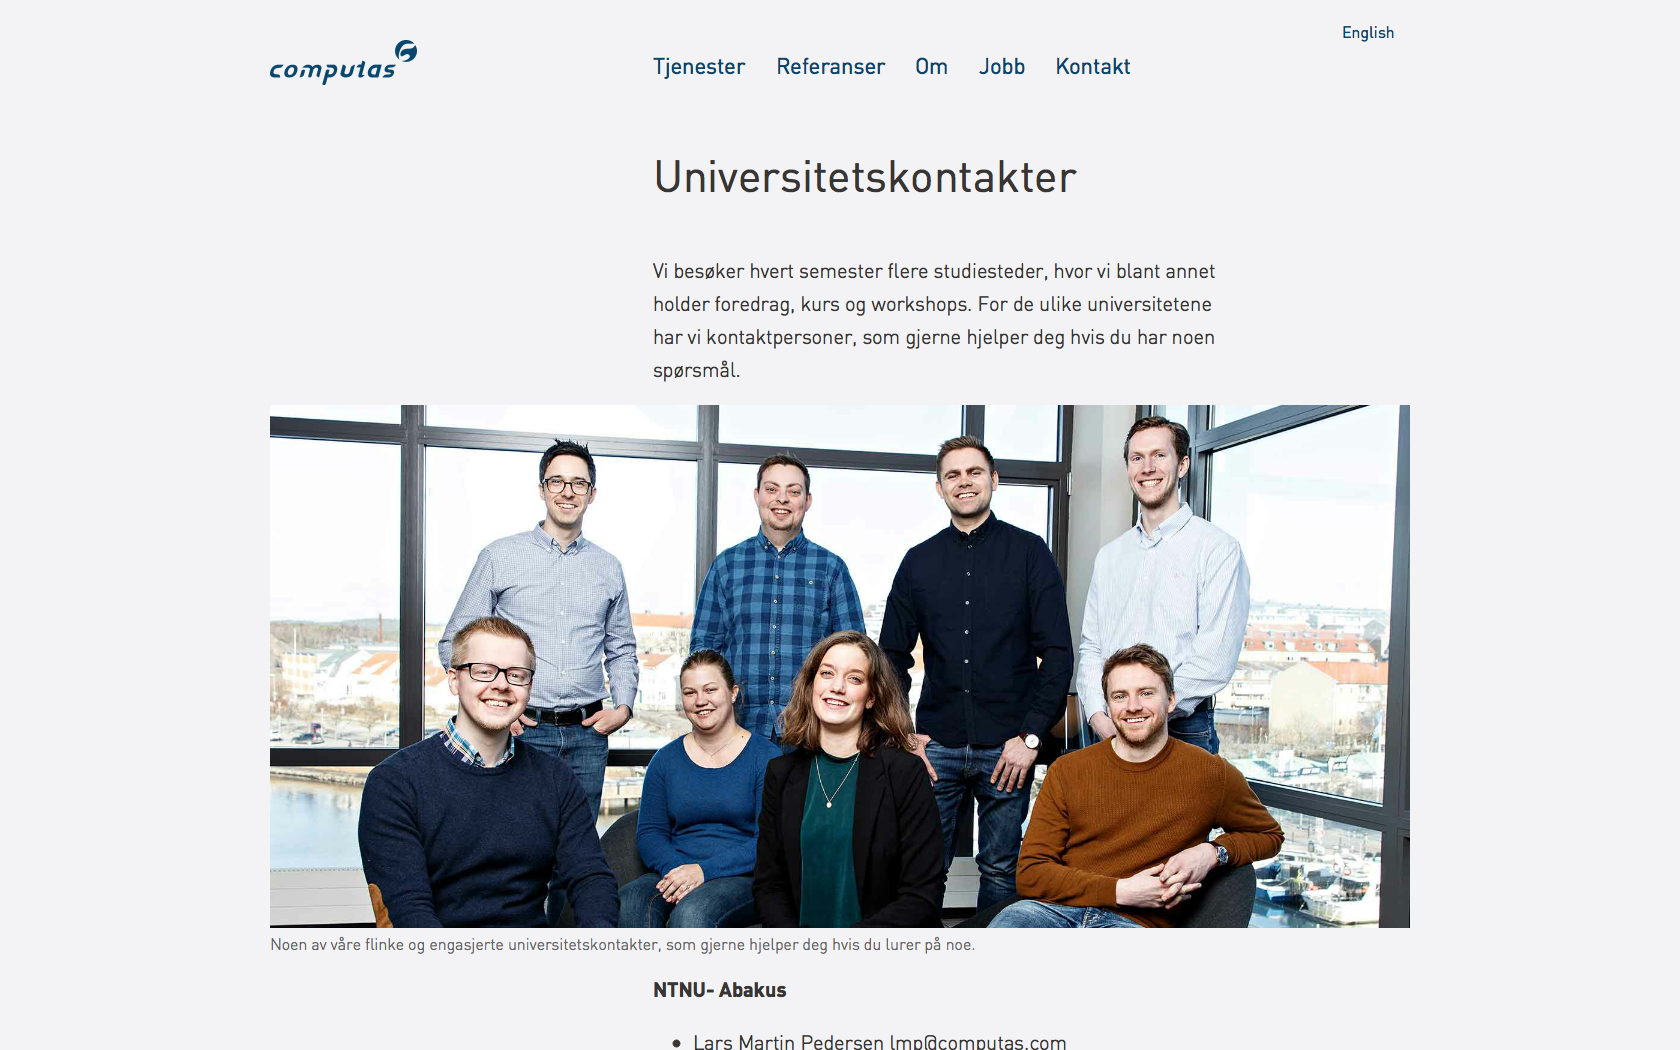 English
computas
Tjenester Referanser Om Jobb Kontakt
Universitetskontakter
Vi besøker hvert semester flere studiesteder, hvor vi blant annet
holder foredrag, kurs og workshops. For de ulike universitetene
har vi kontaktpersoner, som gjerne hjelper deg hvis du har noen
spørsmål.
Noen av våre flinke og engasjerte universitetskontakter, som gjerne hjelper deg hvis du lurer på noe.
NTNU- Abakus
• Lars Martin Pedersen lmp@computas.com